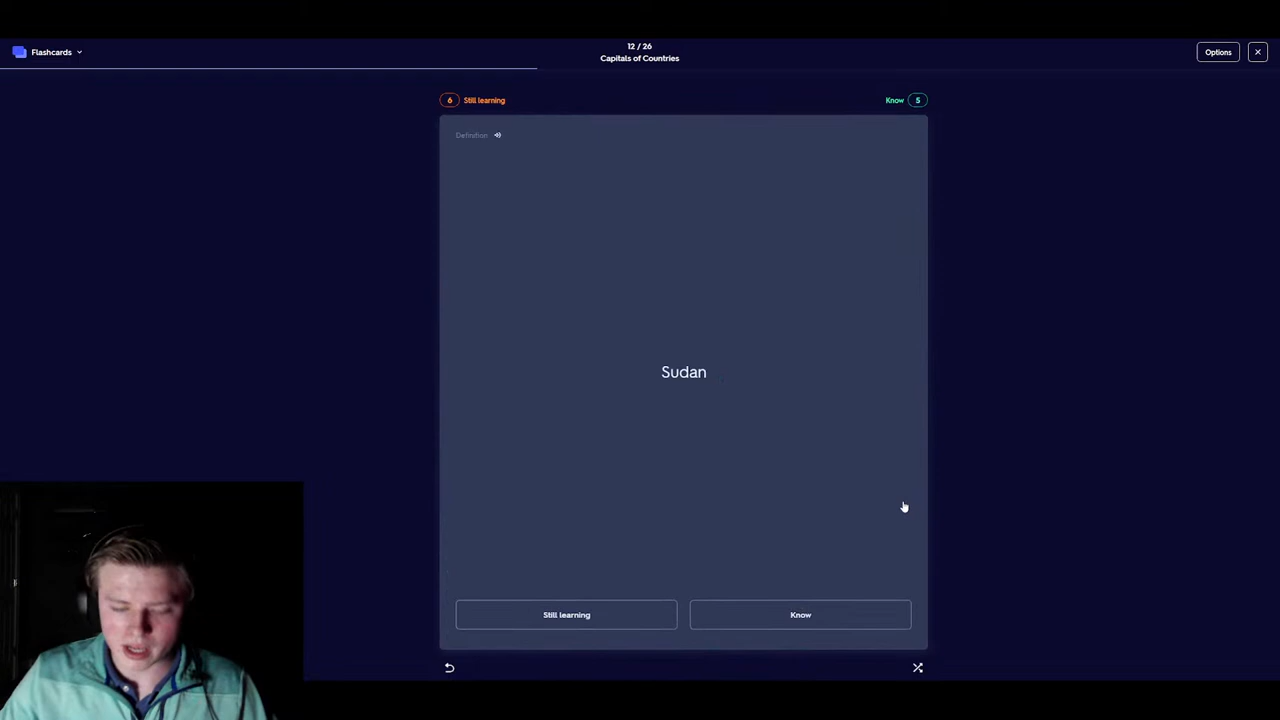 Flashcards
12 / 26
Capitals of Countries
Options
6 Still learning
Know 5
Definition
Sudan
Still learning
Know